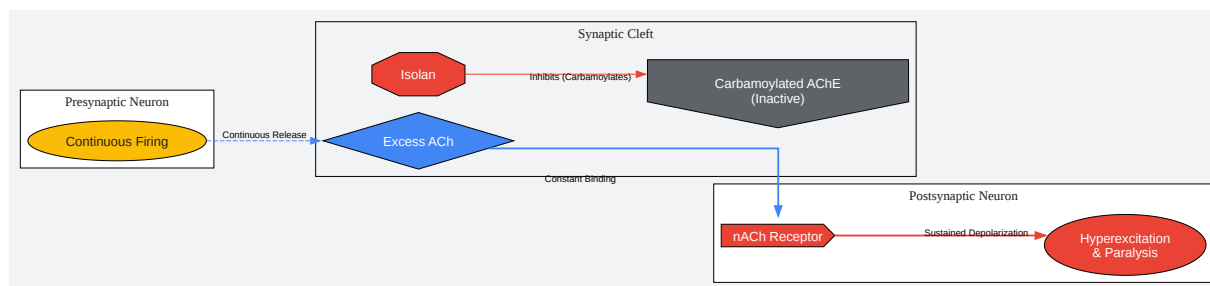 Synaptic Cleft
Isolan
Inhibits (Carbamoylates)
Carbamoylated AChE
(Inactive)
Presynaptic Neuron
Continuous Firing
Continuous Release
Excess ACh
Constant Binding
Postsynaptic Neuron
nACh Receptor
Sustained Depolarization
Hyperexcitation
& Paralysis